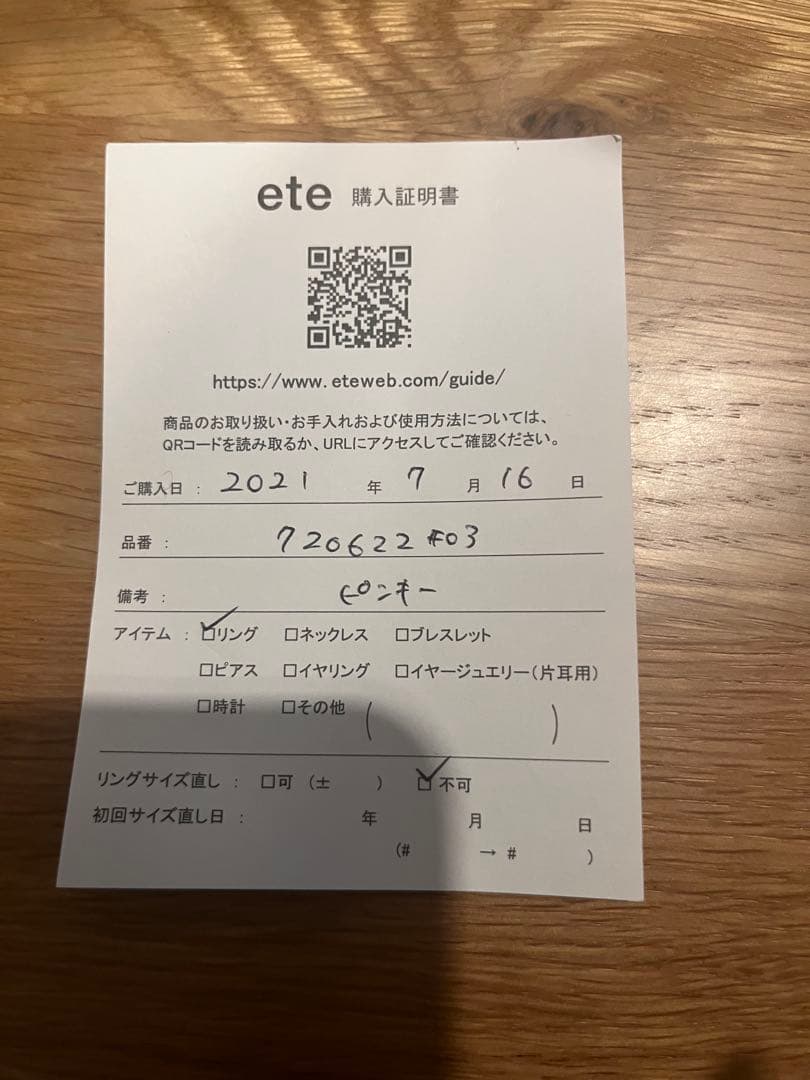 ete 購入証明書
https://www.eteweb.com/guide/
商品のお取り扱い・お手入れおよび使用方法については、
QRコードを読み取るか、URLにアクセスしてご確認ください。
ご購入日 : 2021 年 7 月 16 日
品番 : 720622 #03
備考 : ピンキー
アイテム : ☑リング □ネックレス □ブレスレット
□ピアス □イヤリング □イヤージュエリー(片耳用)
□時計 □その他 ( )
リングサイズ直し : □可 (± ) ☑不可
初回サイズ直し日 : 年 月 日
(# → # )